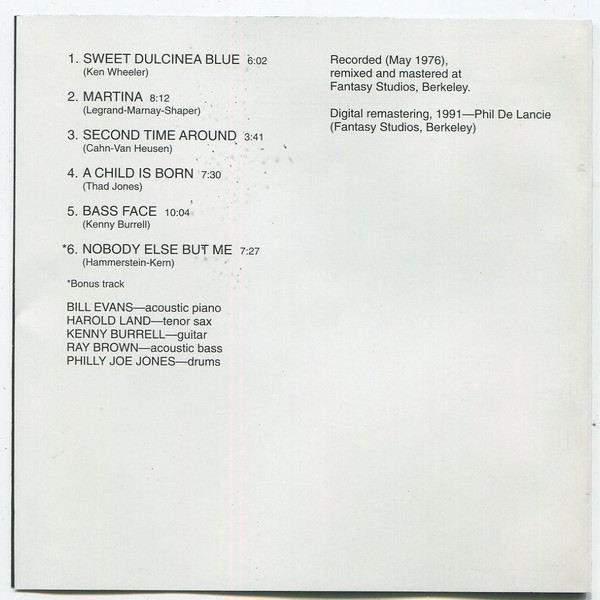 1. SWEET DULCINEA BLUE 6:02
(Ken Wheeler)
2. MARTINA 8:12
(Legrand-Marnay-Shaper)
3. SECOND TIME AROUND 3:41
(Cahn-Van Heusen)
4. A CHILD IS BORN 7:30
(Thad Jones)
5. BASS FACE 10:04
(Kenny Burrell)
*6. NOBODY ELSE BUT ME 7:27
(Hammerstein-Kern)
*Bonus track
BILL EVANS—acoustic piano
HAROLD LAND—tenor sax
KENNY BURRELL—guitar
RAY BROWN—acoustic bass
PHILLY JOE JONES—drums
Recorded (May 1976),
remixed and mastered at
Fantasy Studios, Berkeley.
Digital remastering, 1991—Phil De Lancie
(Fantasy Studios, Berkeley)